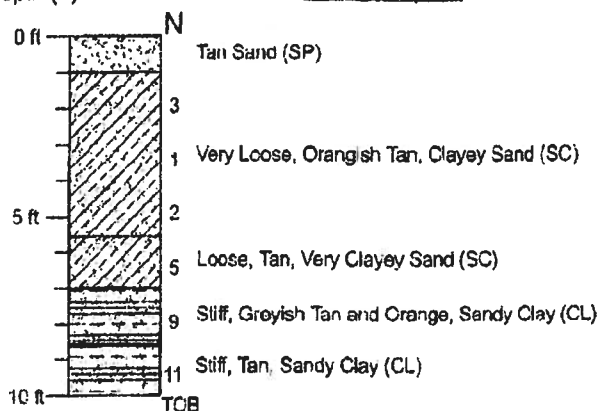 N
0 ft
Tan Sand (SP)
3
1 Very Loose, Orangish Tan, Clayey Sand (SC)
5 ft
2
5 Loose, Tan, Very Clayey Sand (SC)
9 Stiff, Greyish Tan and Orange, Sandy Clay (CL)
11 Stiff, Tan, Sandy Clay (CL)
10 ft
TOB